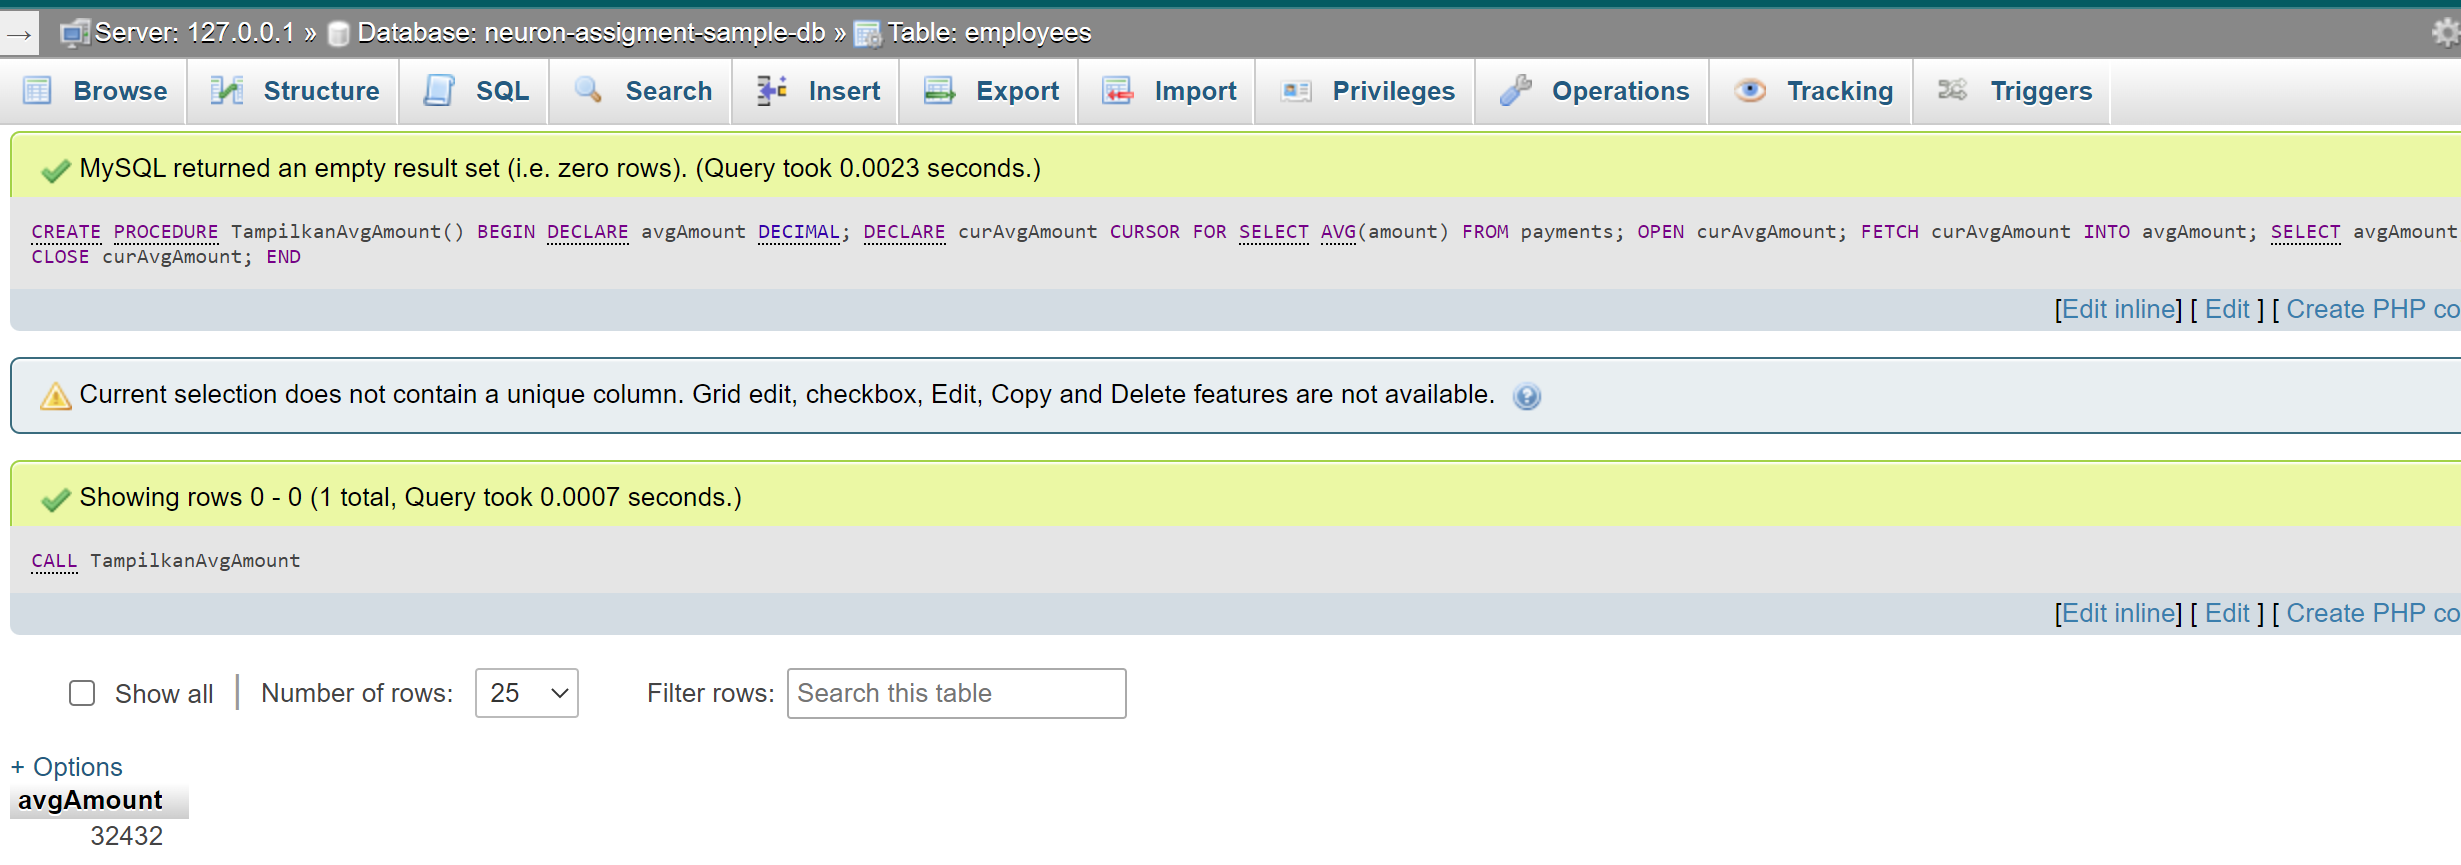 → Server: 127.0.0.1 » Database: neuron-assigment-sample-db » Table: employees
Browse Structure SQL Search Insert Export Import Privileges Operations Tracking Triggers
MySQL returned an empty result set (i.e. zero rows). (Query took 0.0023 seconds.)
CREATE PROCEDURE TampilkanAvgAmount() BEGIN DECLARE avgAmount DECIMAL; DECLARE curAvgAmount CURSOR FOR SELECT AVG(amount) FROM payments; OPEN curAvgAmount; FETCH curAvgAmount INTO avgAmount; SELECT avgAmount
CLOSE curAvgAmount; END
[Edit inline] [ Edit ] [ Create PHP co
Current selection does not contain a unique column. Grid edit, checkbox, Edit, Copy and Delete features are not available.
Showing rows 0 - 0 (1 total, Query took 0.0007 seconds.)
CALL TampilkanAvgAmount
[Edit inline] [ Edit ] [ Create PHP co
Show all | Number of rows: 25 Filter rows: Search this table
+ Options
avgAmount
32432